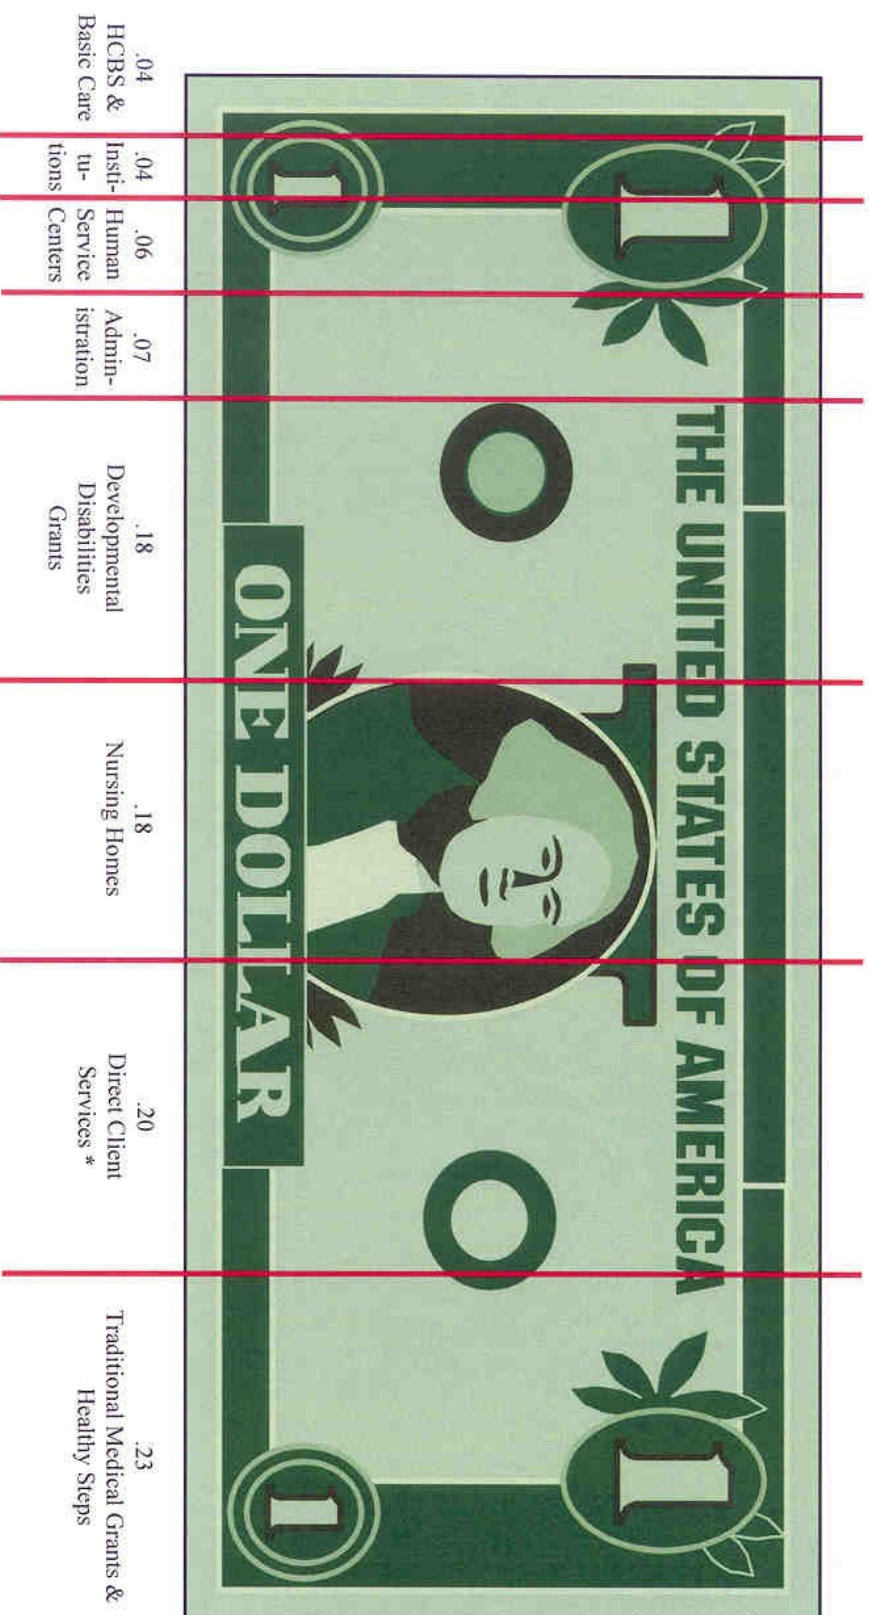 1
1
THE UNITED STATES OF AMERICA
1
1
ONE DOLLAR
.04
HCBS &
Basic Care
.04
Insti-
tu-
tions
.06
Human
Service
Centers
.07
Admin-
istration
.18
Developmental
Disabilities
Grants
.18
Nursing Homes
.20
Direct Client
Services *
.23
Traditional Medical Grants &
Healthy Steps